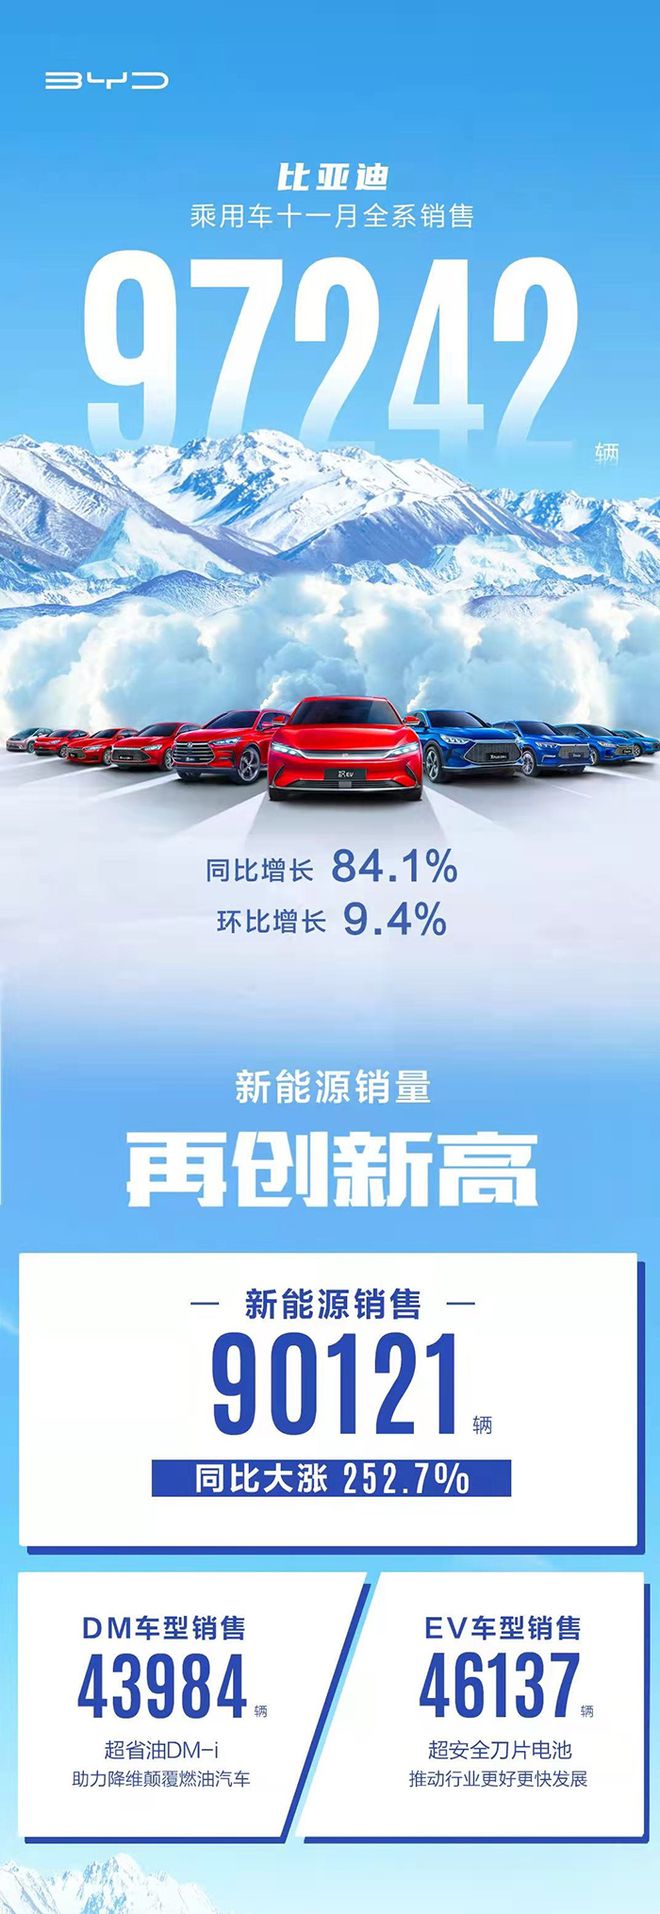 BYD
比亚迪
乘用车十一月全系销售
97242
辆
同比增长 84.1%
环比增长 9.4%
新能源销量
再创新高
新能源销售
90121 辆
同比大涨 252.7%
DM车型销售
43984 辆
超省油DM-i
助力降维颠覆燃油汽车
EV车型销售
46137 辆
超安全刀片电池
推动行业更好更快发展